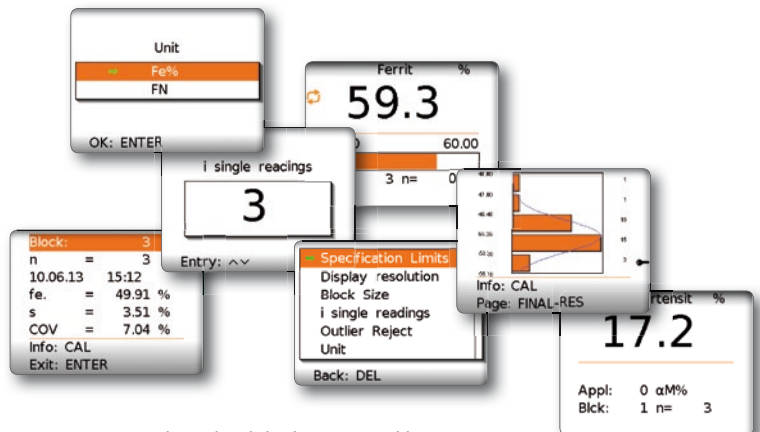 Unit
Fe%
FN
OK: ENTER
Ferrit %
59.3
60.00
3 n=
i single readings
3
Entry:
Block: 3
n = 3
10.06.13 15:12
fe. = 49.91 %
s = 3.51 %
COV = 7.04 %
Info: CAL
Exit: ENTER
Specification Limits
Display resolution
Block Size
i single readings
Outlier Reject
Unit
Back: DEL
Info: CAL
Page: FINAL-RES
%
17.2
Appl: 0 αM%
Blck: 1 n= 3